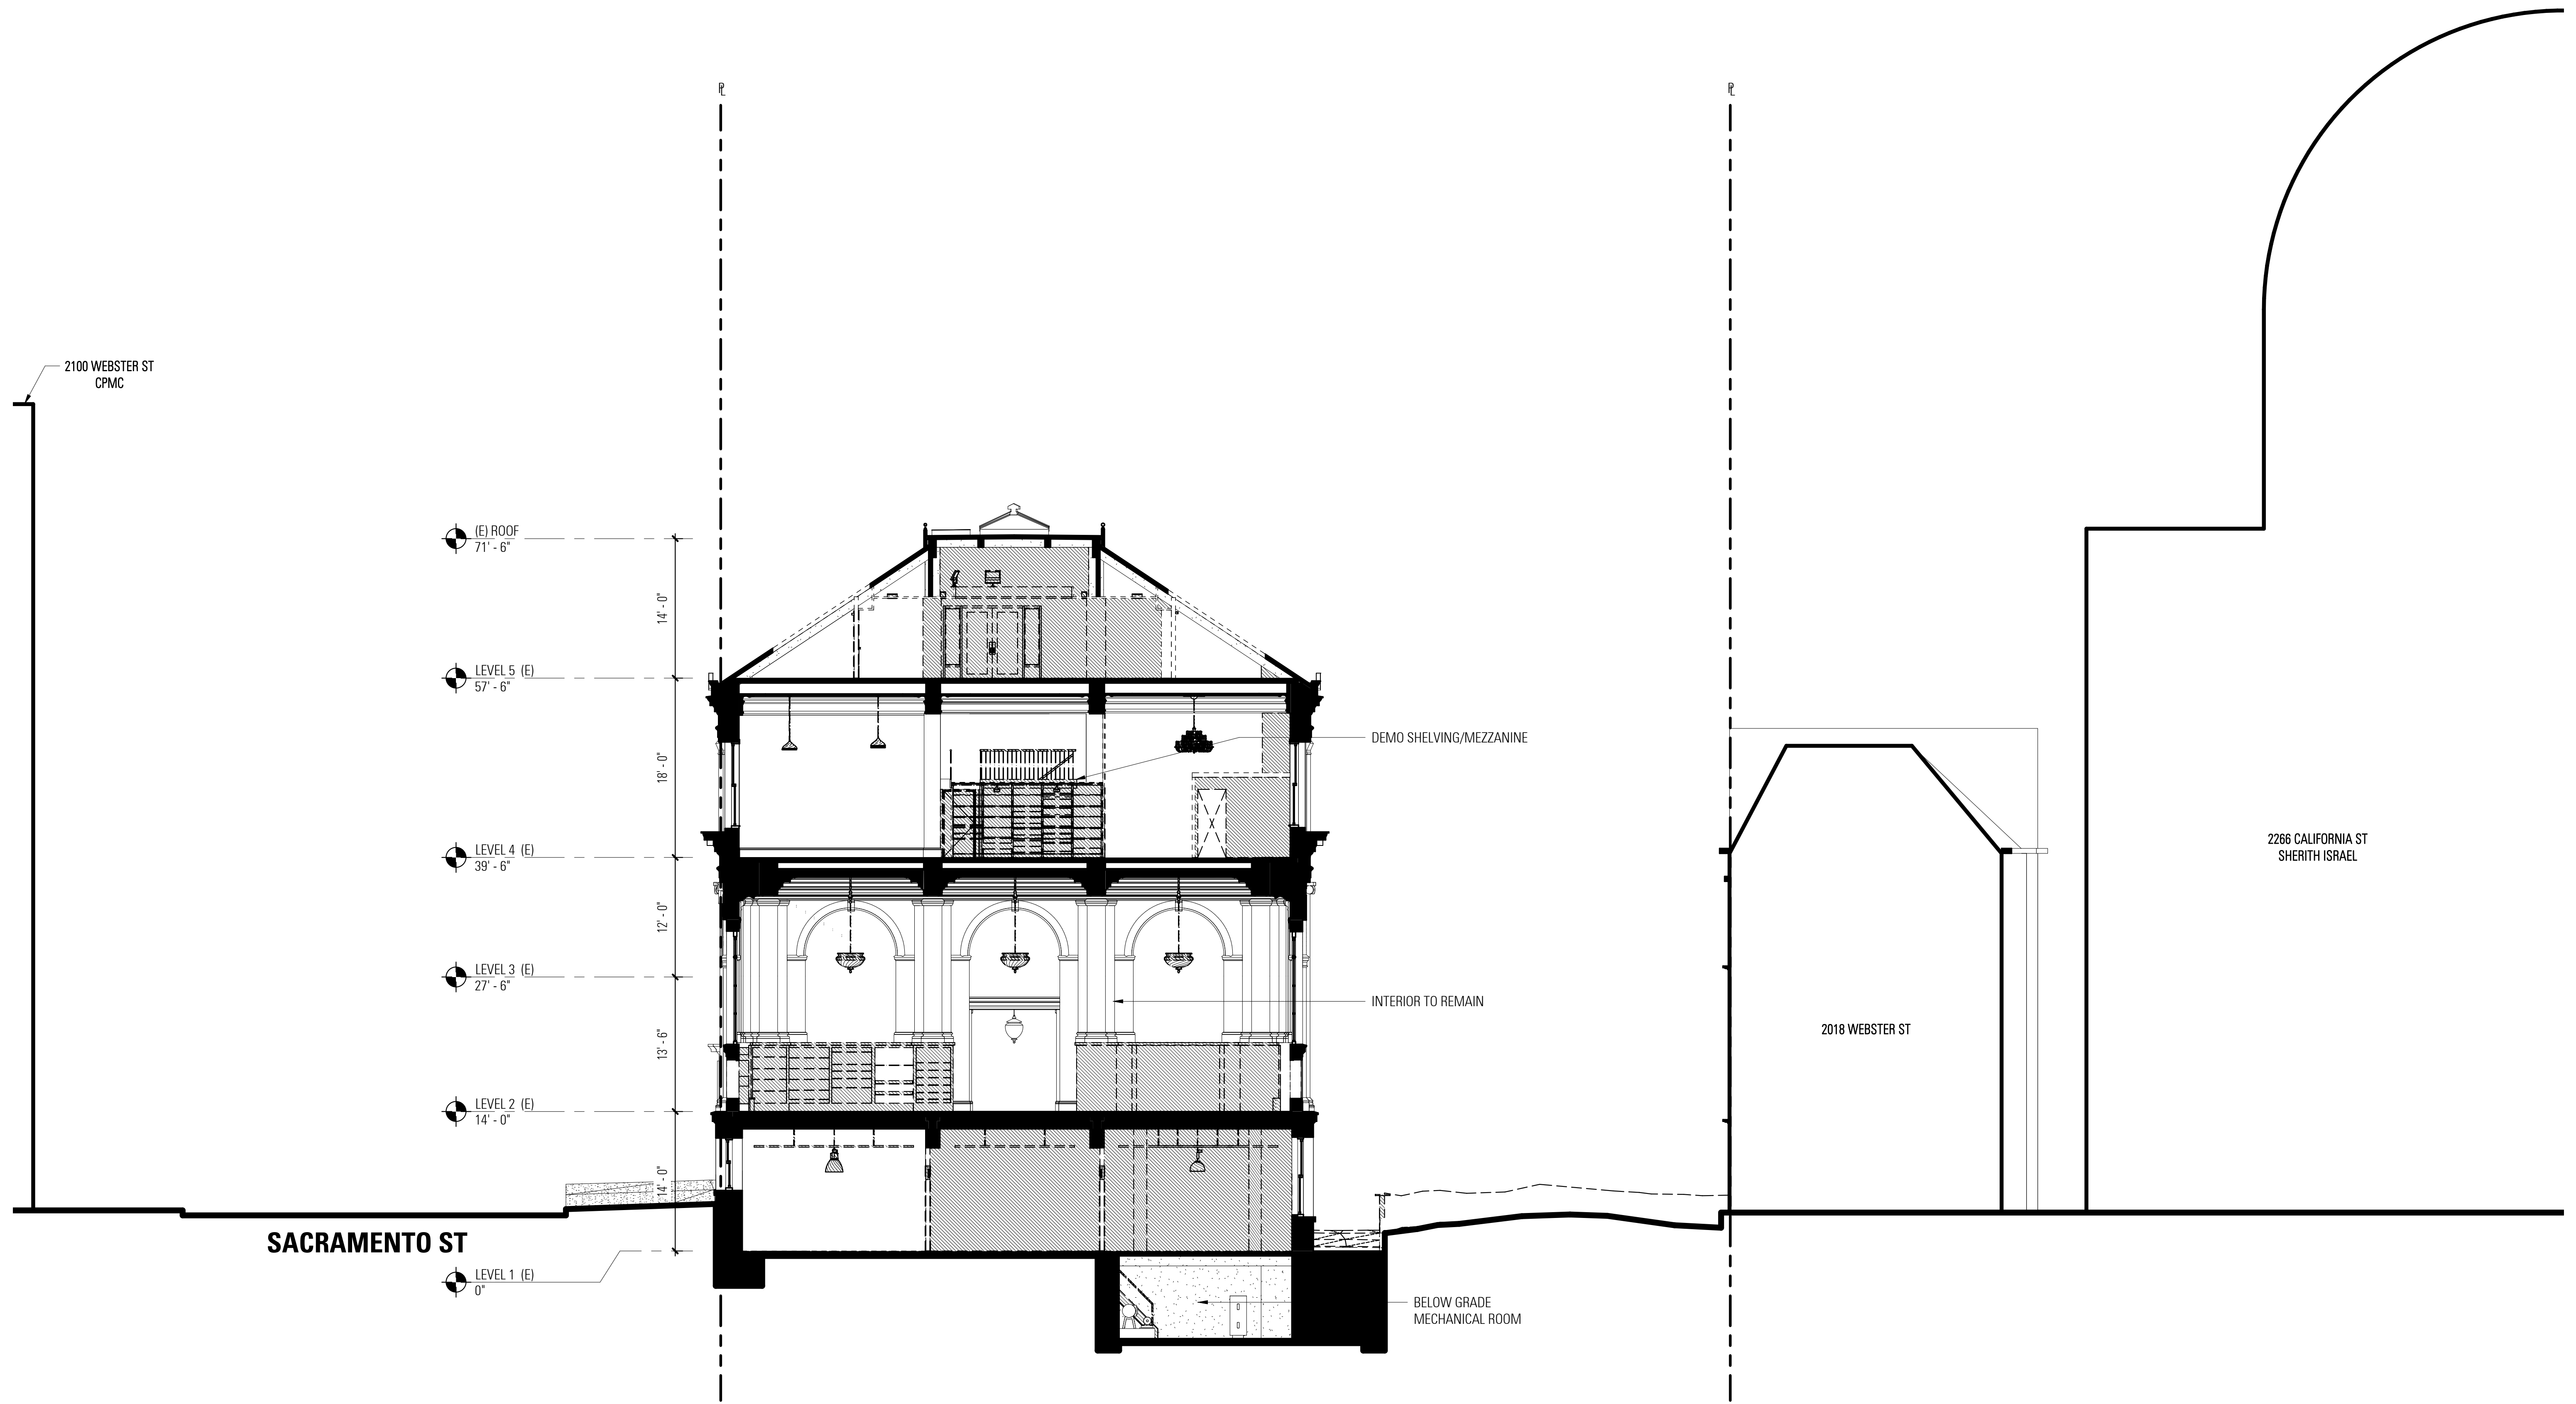 PL
PL
2100 WEBSTER ST
CPMC
(E) ROOF
71' - 6"
14' - 0"
LEVEL 5 (E)
57' - 6"
18' - 0"
DEMO SHELVING/MEZZANINE
LEVEL 4 (E)
39' - 6"
2266 CALIFORNIA ST
SHERITH ISRAEL
12' - 0"
LEVEL 3 (E)
27' - 6"
INTERIOR TO REMAIN
2018 WEBSTER ST
13' - 6"
LEVEL 2 (E)
14' - 0"
14' - 0"
SACRAMENTO ST
LEVEL 1 (E)
0"
BELOW GRADE
MECHANICAL ROOM